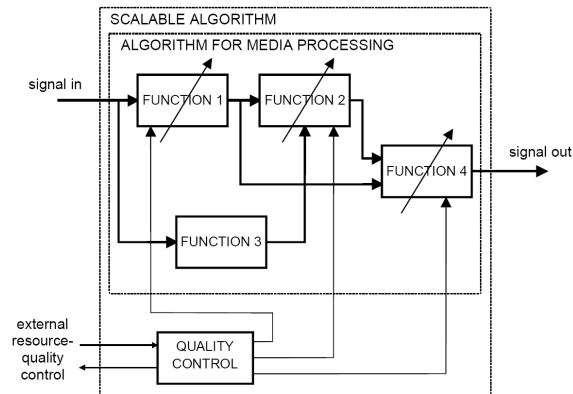 SCALABLE ALGORITHM
ALGORITHM FOR MEDIA PROCESSING
signal in
FUNCTION 1
FUNCTION 2
FUNCTION 4
signal out
FUNCTION 3
external
resource-
quality
control
QUALITY
CONTROL